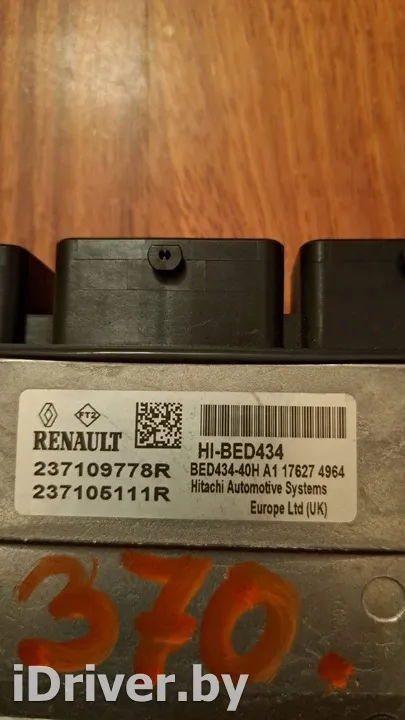 FT2
RENAULT
237109778R
237105111R
HI-BED434
BED434-40H A1 17627 4964
Hitachi Automotive Systems
Europe Ltd (UK)
370.
iDriver.by